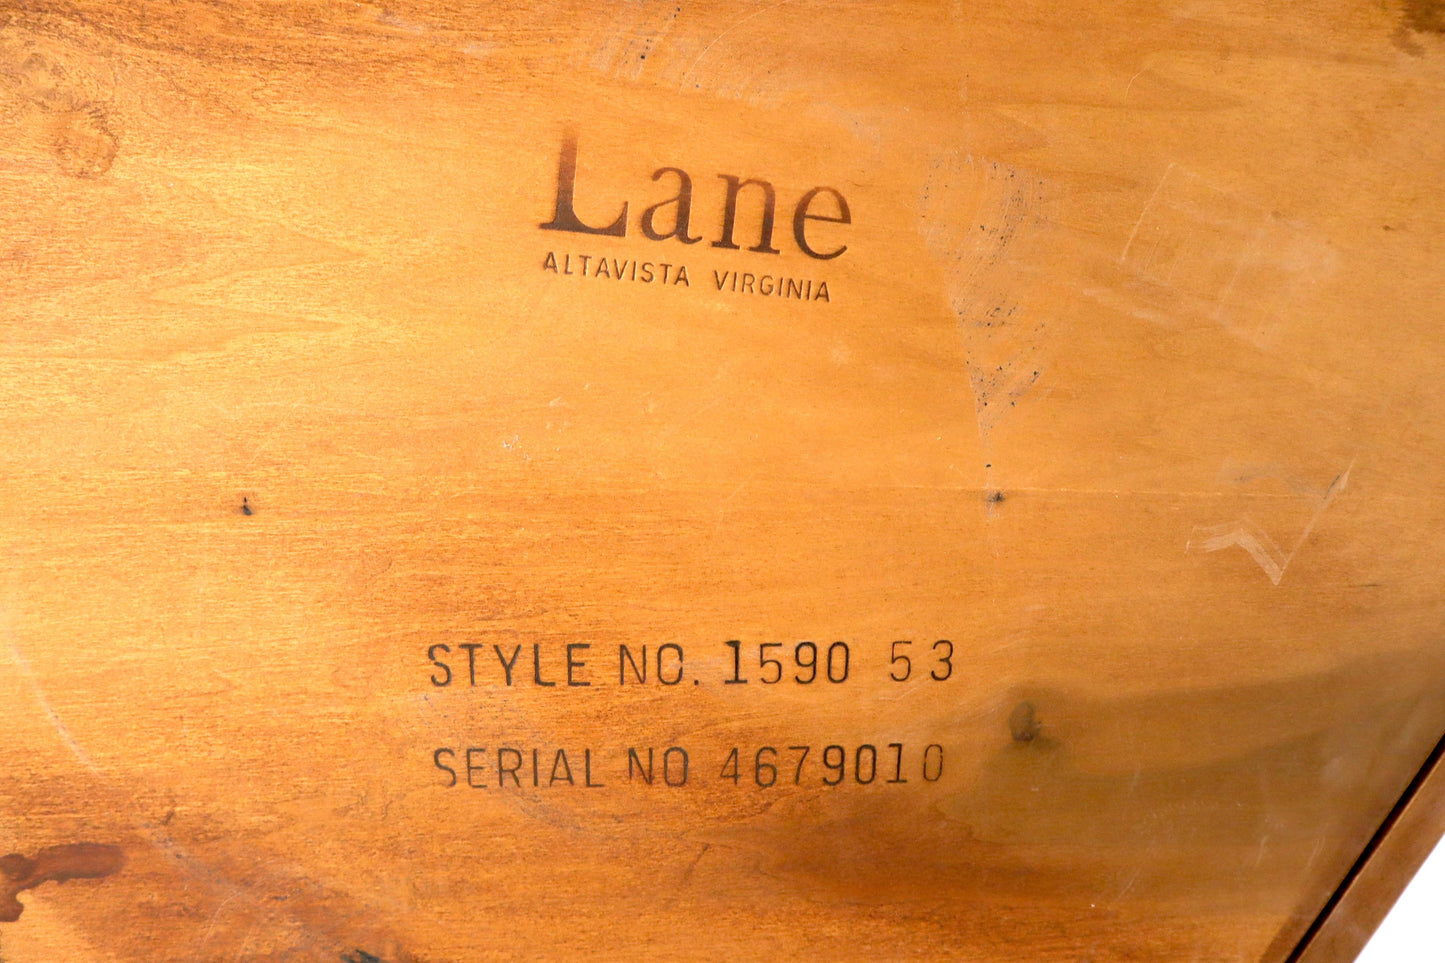 Lane
ALTAVISTA VIRGINIA
STYLE NO. 1590 53
SERIAL NO 4679010